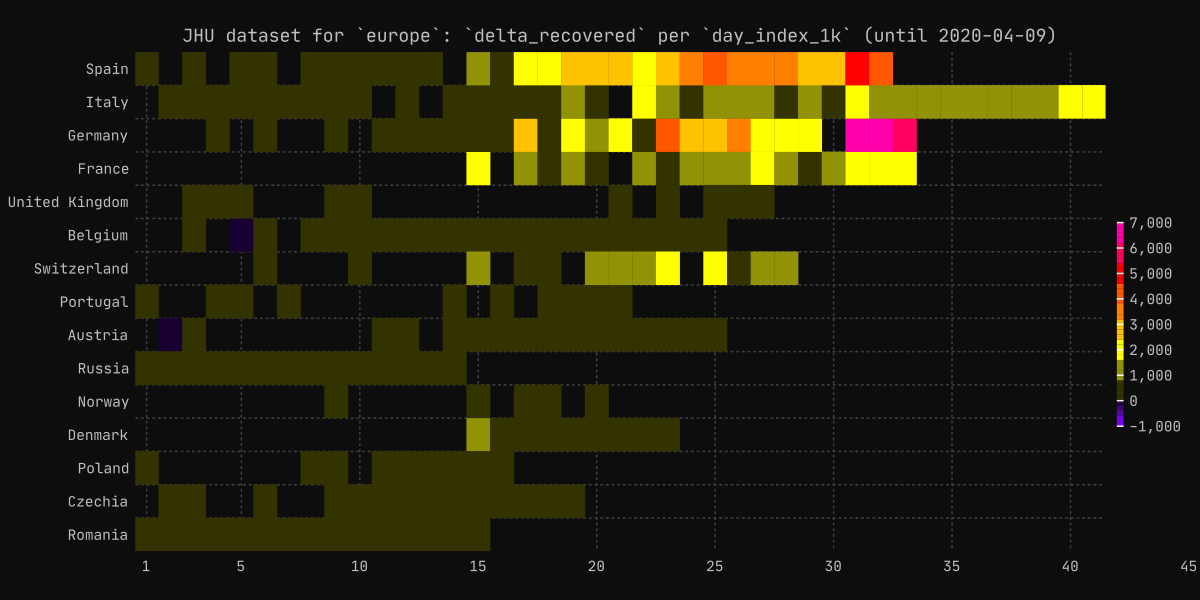 JHU dataset for `europe`: `delta_recovered` per `day_index_1k` (until 2020-04-09)
Spain
Italy
Germany
France
United Kingdom
Belgium
Switzerland
Portugal
Austria
Russia
Norway
Denmark
Poland
Czechia
Romania
1 5 10 15 20 25 30 35 40 45
7,000
6,000
5,000
4,000
3,000
2,000
1,000
0
-1,000